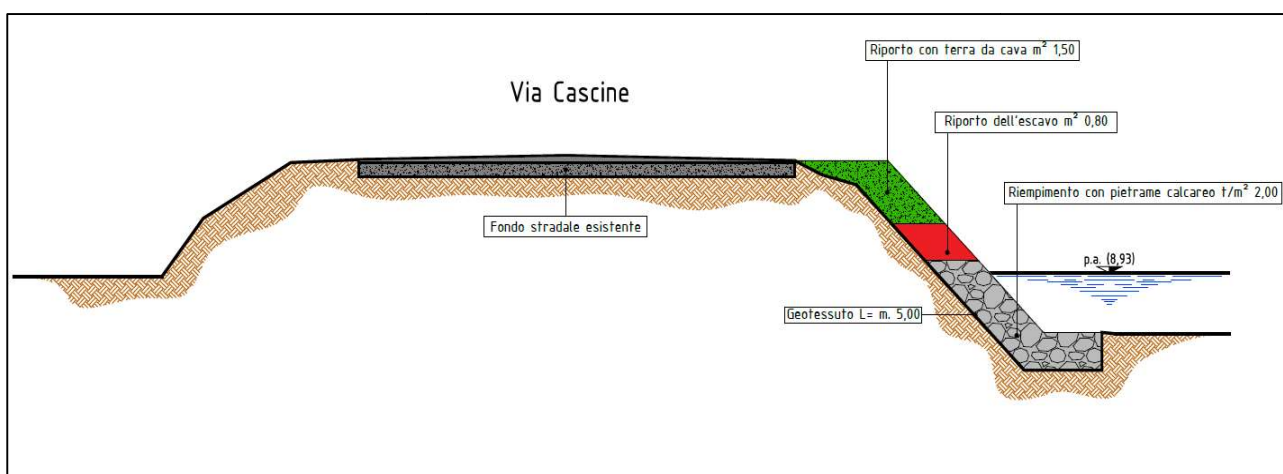 Riporto con terra da cava m² 1,50
Via Cascine
Riporto dell'escavo m² 0,80
Riempimento con pietrame calcareo t/m² 2,00
Fondo stradale esistente
p.a. (8,93)
Geotessuto L= m. 5,00